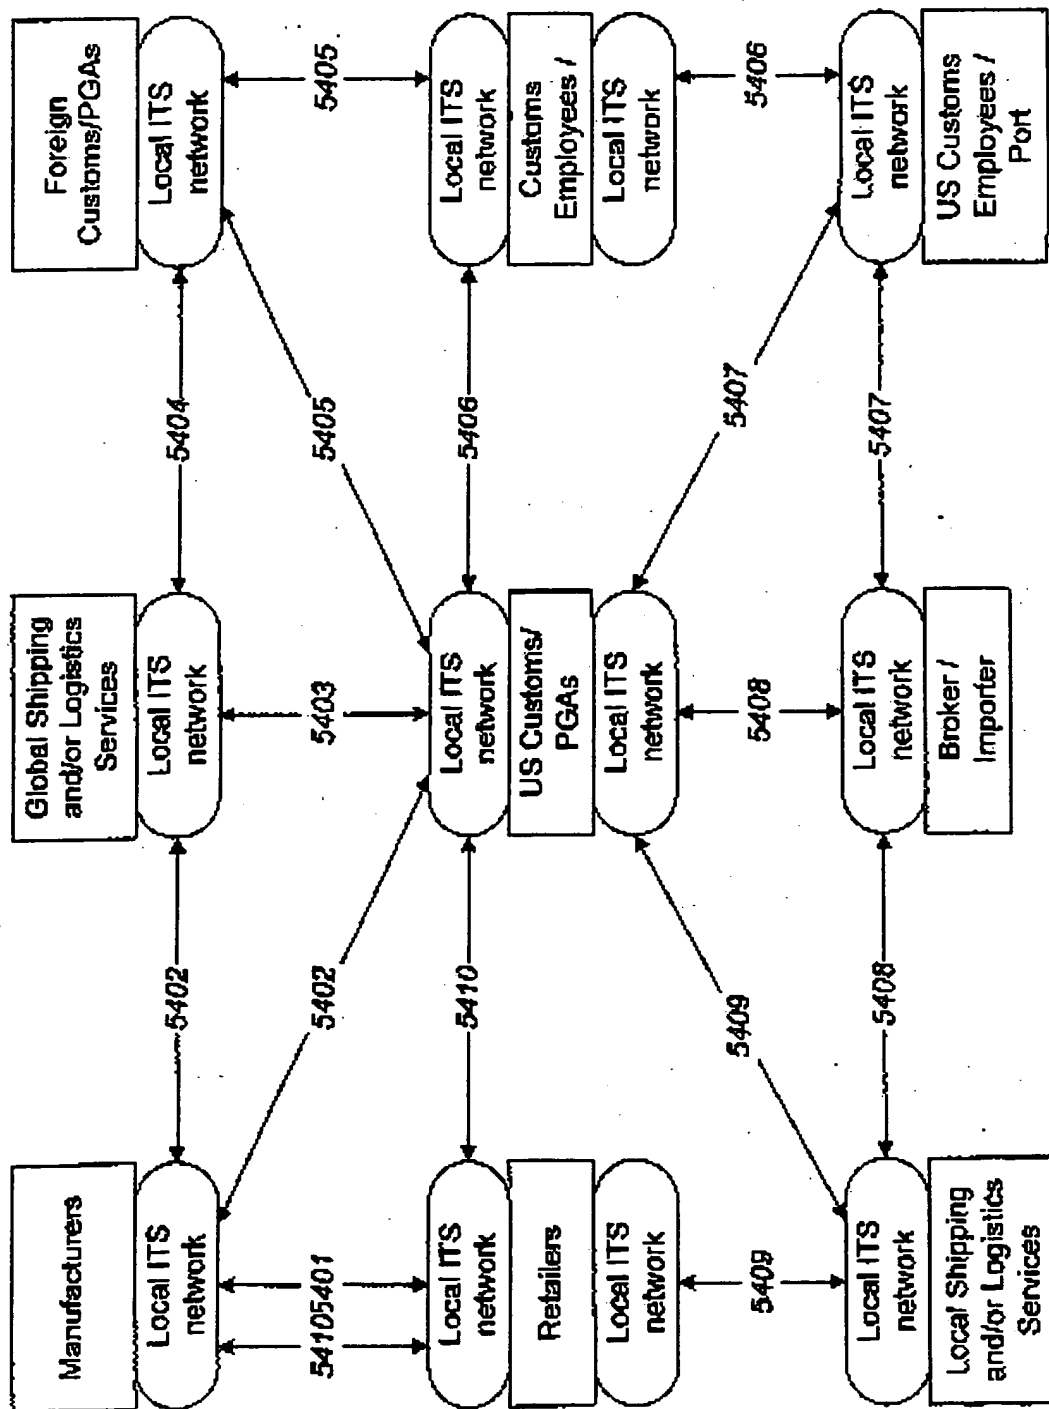 Manufacturers
Local ITS
network
5402
Global Shipping
and/or Logistics
Services
Local ITS
network
5404
Foreign
Customs/PGAs
Local ITS
network
5410
5401
5402
5403
5405
5405
Local ITS
network
Retailers
Local ITS
network
5410
Local ITS
network
US Customs/
PGAs
Local ITS
network
5406
Local ITS
network
Customs
Employees /
Local ITS
network
5409
5409
5408
5407
5406
Local ITS
network
Local Shipping
and/or Logistics
Services
5408
Local ITS
network
Broker /
Importer
5407
Local ITS
network
US Customs
Employees /
Port